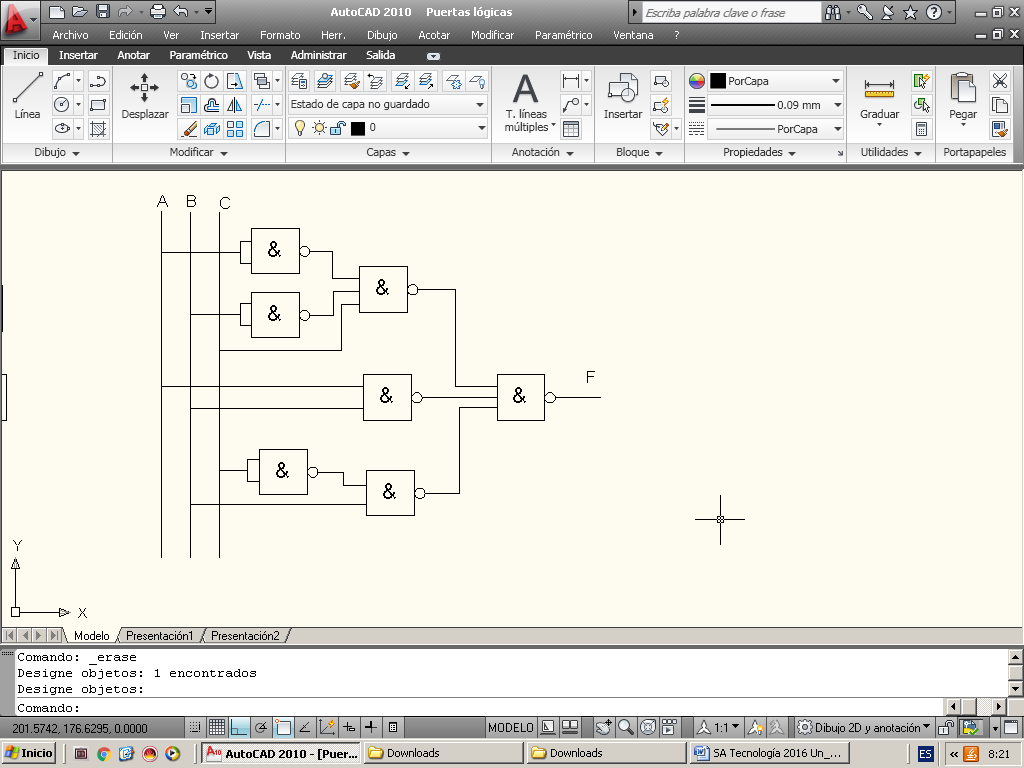 AutoCAD 2010 Puertas lógicas
Escriba palabra clave o frase
Archivo Edición Ver Insertar Formato Herr. Dibujo Acotar Modificar Paramétrico Ventana ?
Inicio Insertar Anotar Paramétrico Vista Administrar Salida
Línea
Desplazar
Estado de capa no guardado
0
A
T. líneas
múltiples
Insertar
PorCapa
0.09 mm
PorCapa
Graduar
Pegar
Dibujo Modificar Capas Anotación Bloque Propiedades Utilidades Portapapeles
A B C
&
&
&
&
F
&
&
&
Y
X
Modelo Presentación1 Presentación2
Comando: _erase
Designe objetos: 1 encontrados
Designe objetos:
Comando:
201.5742, 176.6295, 0.0000
MODELO
1:1
Dibujo 2D y anotación
Inicio
AutoCAD 2010 - [Puer...
Downloads
Downloads
SA Tecnología 2016 Un_...
ES
«
8:21